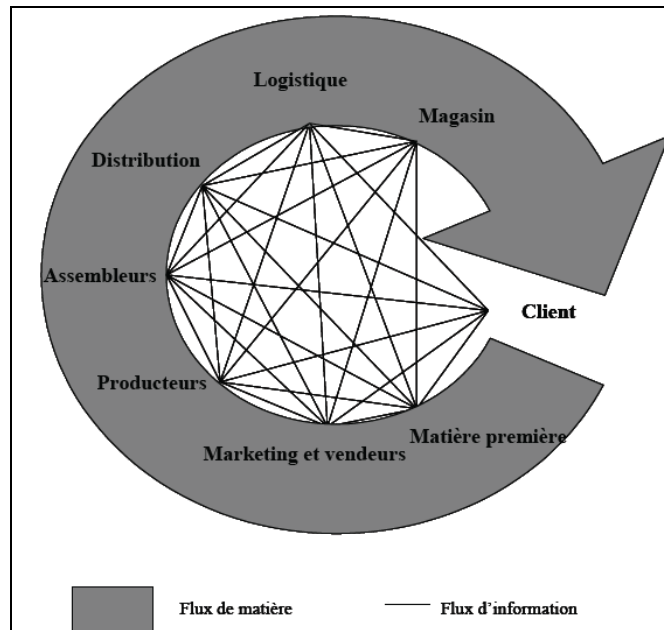 Logistique
Magasin
Distribution
Assembleurs
Client
Producteurs
Matière première
Marketing et vendeurs
Flux de matière
Flux d’information